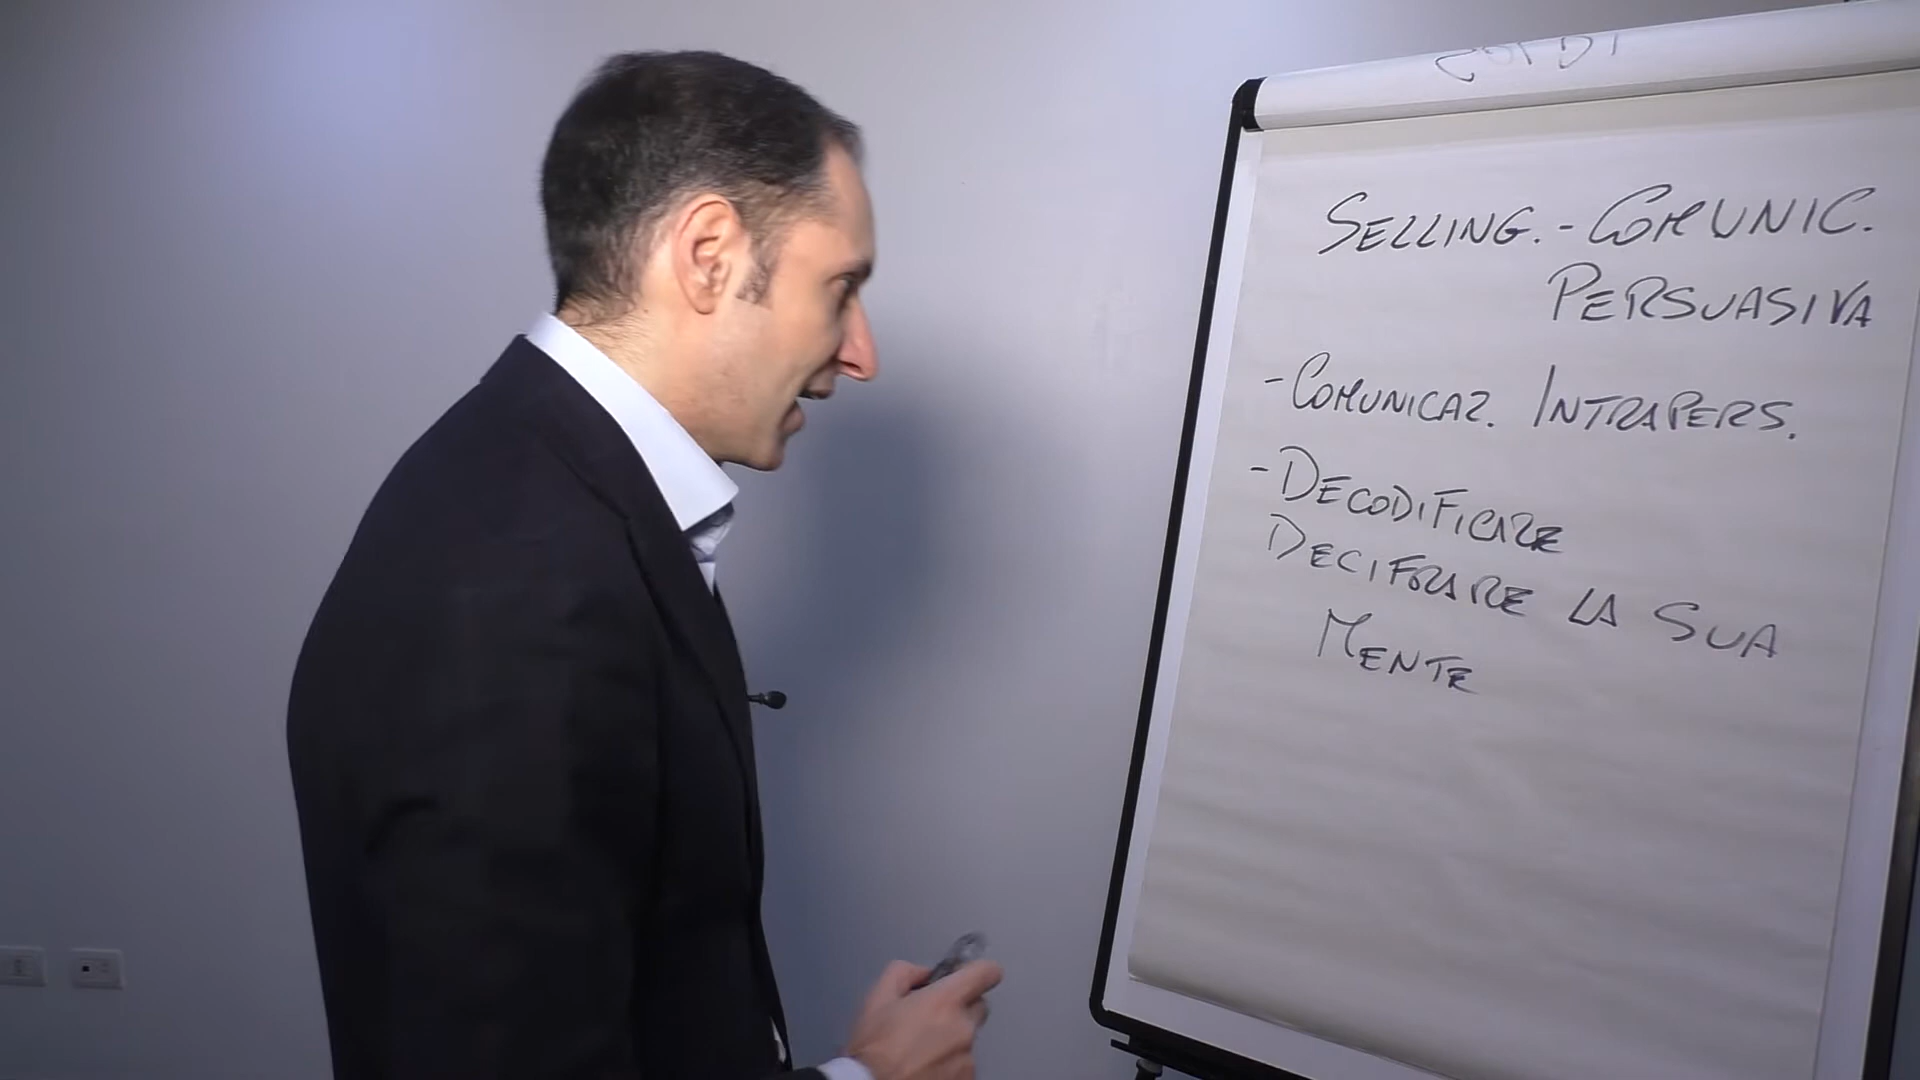 SELLING. - COMUNIC.
PERSUASIVA
- COMUNICAZ. INTRAPERS.
- DECODIFICARE
DECIFRARE LA SUA
MENTE